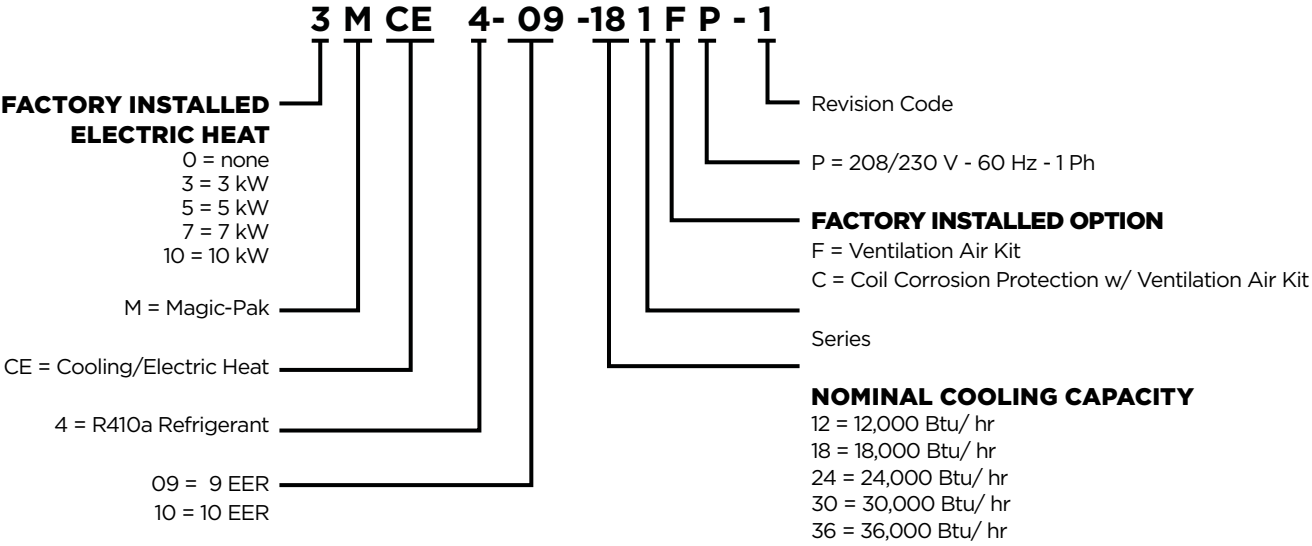 3 M CE 4- 09 -18 1 F P - 1
FACTORY INSTALLED
ELECTRIC HEAT
0 = none
3 = 3 kW
5 = 5 kW
7 = 7 kW
10 = 10 kW
M = Magic-Pak
CE = Cooling/Electric Heat
4 = R410a Refrigerant
09 = 9 EER
10 = 10 EER
Revision Code
P = 208/230 V - 60 Hz - 1 Ph
FACTORY INSTALLED OPTION
F = Ventilation Air Kit
C = Coil Corrosion Protection w/ Ventilation Air Kit
Series
NOMINAL COOLING CAPACITY
12 = 12,000 Btu/ hr
18 = 18,000 Btu/ hr
24 = 24,000 Btu/ hr
30 = 30,000 Btu/ hr
36 = 36,000 Btu/ hr